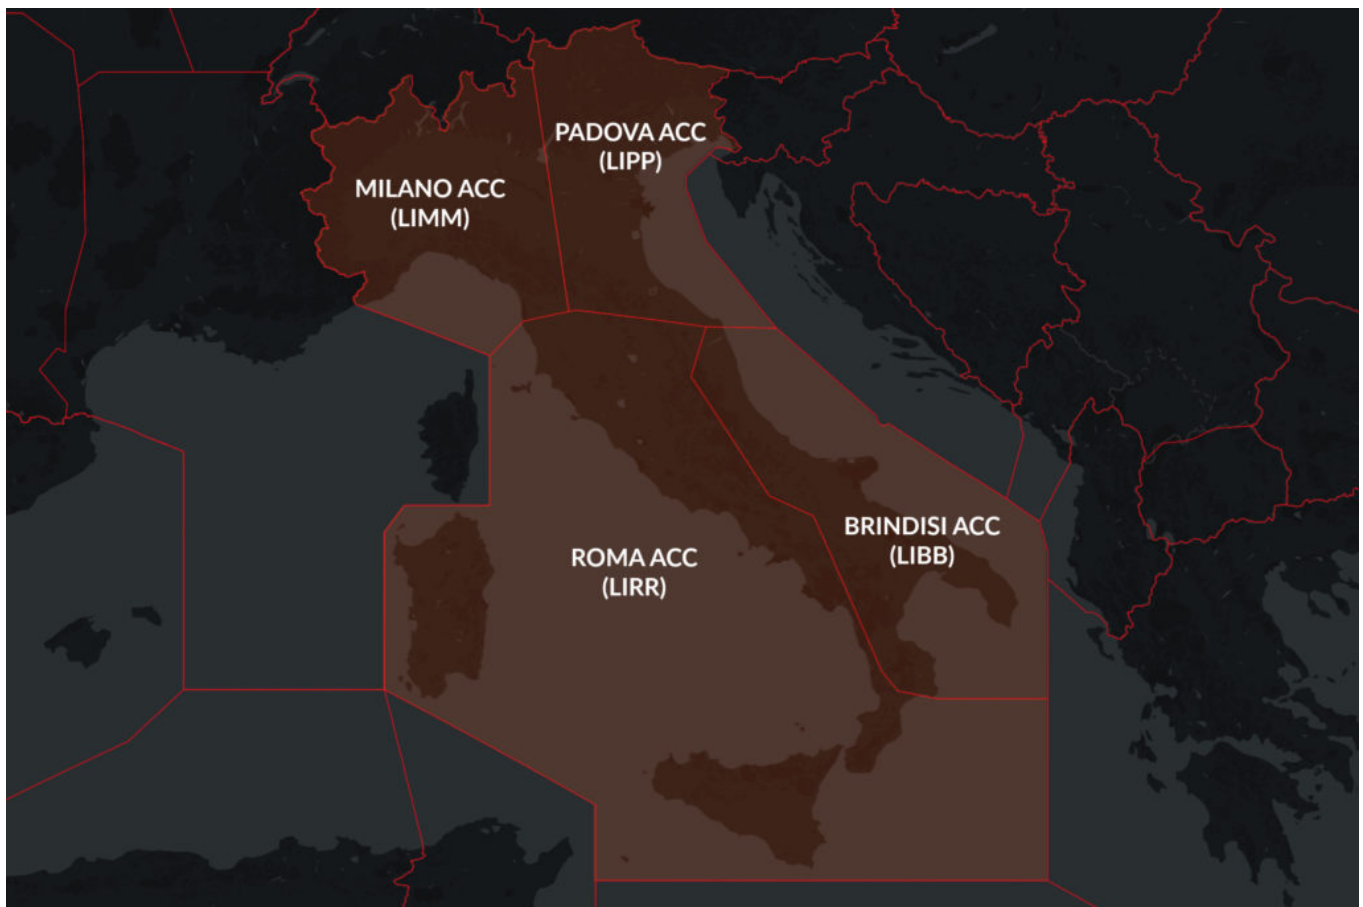 PADOVA ACC
(LIPP)
MILANO ACC
(LIMM)
BRINDISI ACC
(LIBB)
ROMA ACC
(LIRR)